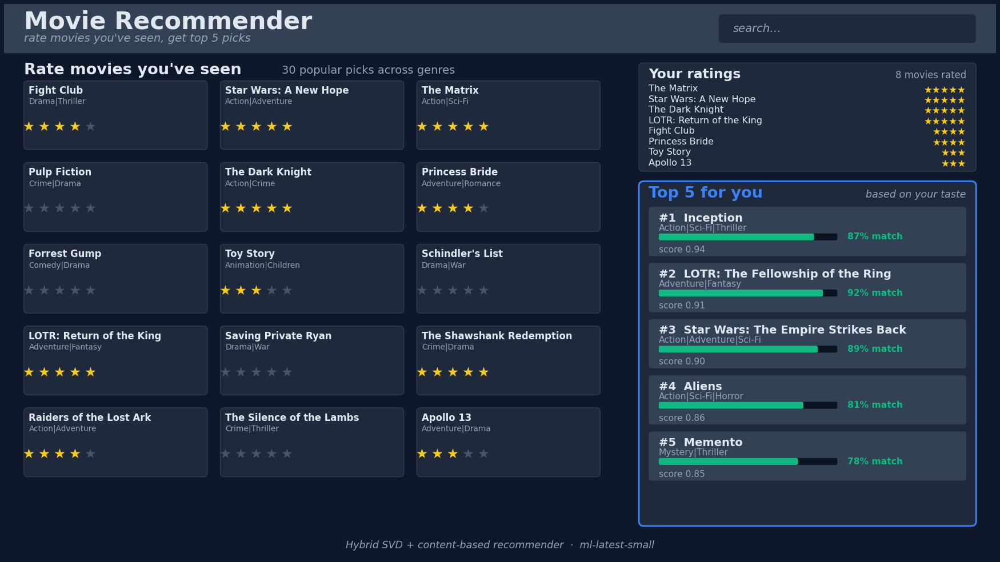 Movie Recommender
rate movies you've seen, get top 5 picks
search...
Rate movies you've seen
30 popular picks across genres
Fight Club
Drama|Thriller
★ ★ ★ ★ ★
Star Wars: A New Hope
Action|Adventure
★ ★ ★ ★ ★
The Matrix
Action|Sci-Fi
★ ★ ★ ★ ★
Pulp Fiction
Crime|Drama
★ ★ ★ ★ ★
The Dark Knight
Action|Crime
★ ★ ★ ★ ★
Princess Bride
Adventure|Romance
★ ★ ★ ★ ★
Forrest Gump
Comedy|Drama
★ ★ ★ ★ ★
Toy Story
Animation|Children
★ ★ ★ ★ ★
Schindler's List
Drama|War
★ ★ ★ ★ ★
LOTR: Return of the King
Adventure|Fantasy
★ ★ ★ ★ ★
Saving Private Ryan
Drama|War
★ ★ ★ ★ ★
The Shawshank Redemption
Crime|Drama
★ ★ ★ ★ ★
Raiders of the Lost Ark
Action|Adventure
★ ★ ★ ★ ★
The Silence of the Lambs
Crime|Thriller
★ ★ ★ ★ ★
Apollo 13
Adventure|Drama
★ ★ ★ ★ ★
Your ratings
8 movies rated
The Matrix ★★★★★
Star Wars: A New Hope ★★★★★
The Dark Knight ★★★★★
LOTR: Return of the King ★★★★★
Fight Club ★★★★
Princess Bride ★★★★
Toy Story ★★★
Apollo 13 ★★★
Top 5 for you
based on your taste
#1 Inception
Action|Sci-Fi|Thriller
87% match
score 0.94
#2 LOTR: The Fellowship of the Ring
Adventure|Fantasy
92% match
score 0.91
#3 Star Wars: The Empire Strikes Back
Action|Adventure|Sci-Fi
89% match
score 0.90
#4 Aliens
Action|Sci-Fi|Horror
81% match
score 0.86
#5 Memento
Mystery|Thriller
78% match
score 0.85
Hybrid SVD + content-based recommender · ml-latest-small